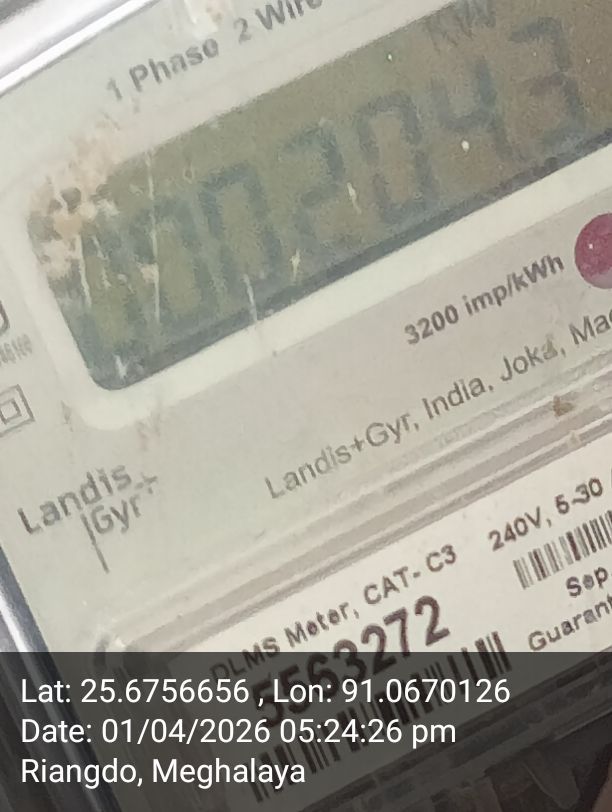 1 Phase 2 Wire
kW
002043
3200 imp/kWh
Landis+Gyr, India, Joka,
Landis
Gyr+
DLMS Meter, CAT- C3
240V, 5-30
5563272
Sep
Lat: 25.6756656 , Lon: 91.0670126
Date: 01/04/2026 05:24:26 pm
Riangdo, Meghalaya